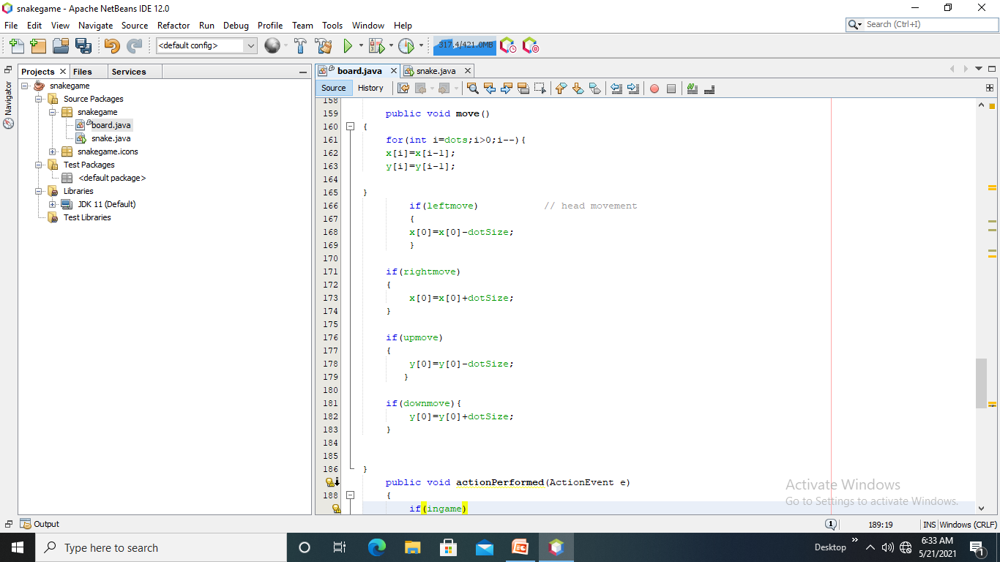 snakegame - Apache NetBeans IDE 12.0
File Edit View Navigate Source Refactor Run Debug Profile Team Tools Window Help
Search (Ctrl+I)
<default config>
317.4/421.0MB
Projects Files Services
board.java snake.java
Navigator
snakegame
Source Packages
snakegame
board.java
snake.java
snakegame.icons
Test Packages
<default package>
Libraries
JDK 11 (Default)
Test Libraries
Source History
158
159 public void move()
160 {
161 for(int i=dots;i>0;i--){
162 x[i]=x[i-1];
163 y[i]=y[i-1];
164
165 }
166 if(leftmove) // head movement
167 {
168 x[0]=x[0]-dotSize;
169 }
170
171 if(rightmove)
172 {
173 x[0]=x[0]+dotSize;
174 }
175
176 if(upmove)
177 {
178 y[0]=y[0]-dotSize;
179 }
180
181 if(downmove){
182 y[0]=y[0]+dotSize;
183 }
184
185
186 }
public void actionPerformed(ActionEvent e)
188 {
if(ingame)
Activate Windows
Go to Settings to activate Windows.
Output
1
189:19 INS Windows (CRLF)
Type here to search
Desktop
6:33 AM
5/21/2021
1